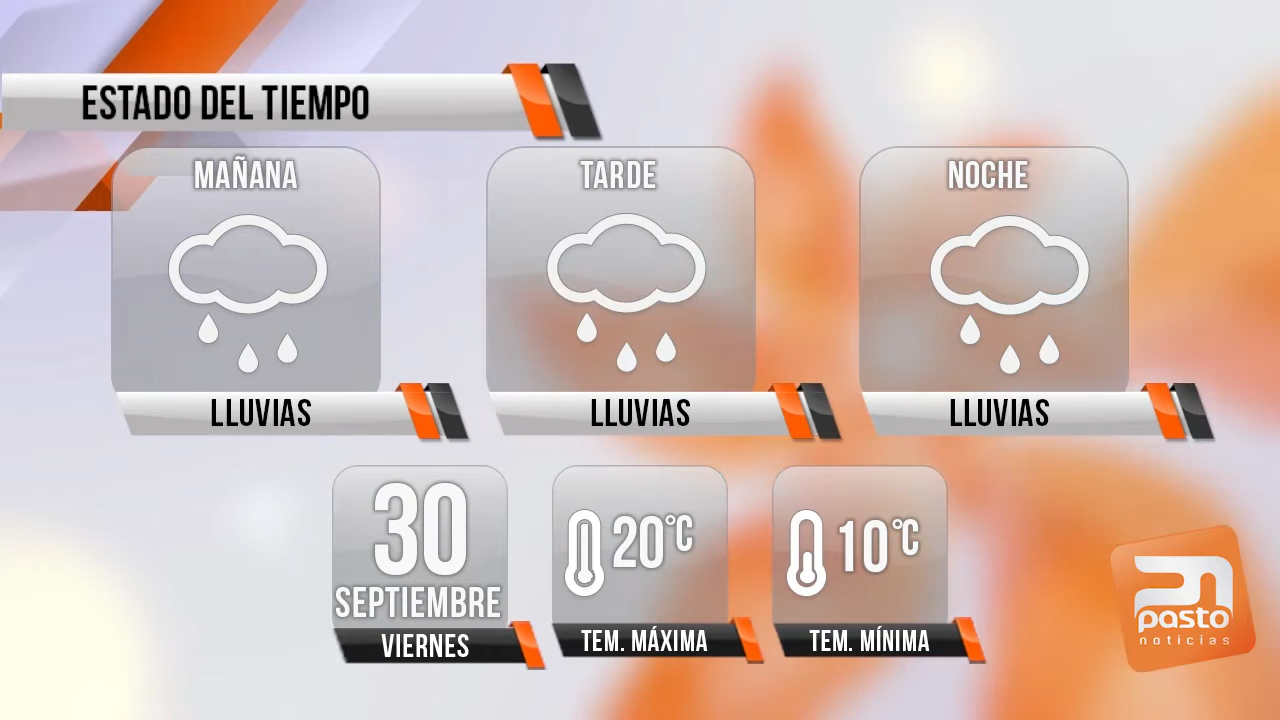 ESTADO DEL TIEMPO
MAÑANA
TARDE
NOCHE
LLUVIAS
LLUVIAS
LLUVIAS
30
SEPTIEMBRE
VIERNES
20°C
TEM. MÁXIMA
10°C
TEM. MÍNIMA
pasto
noticias